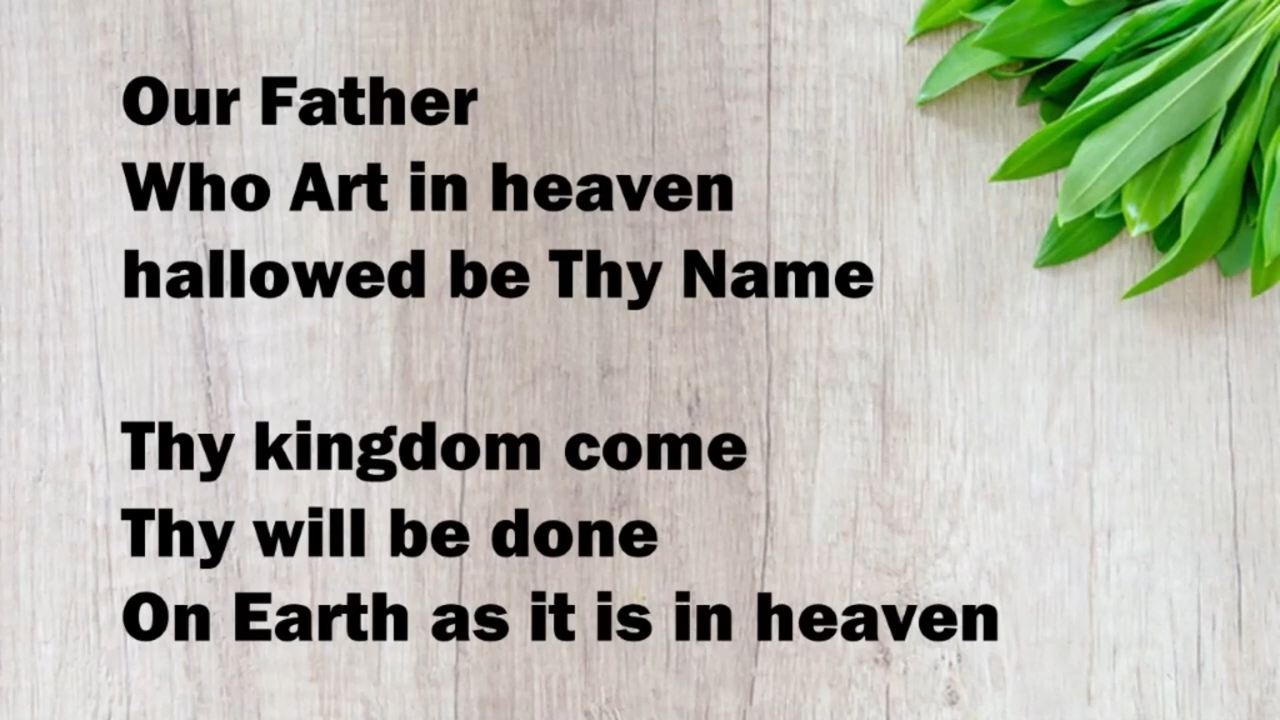 Our Father
Who Art in heaven
hallowed be Thy Name
Thy kingdom come
Thy will be done
On Earth as it is in heaven